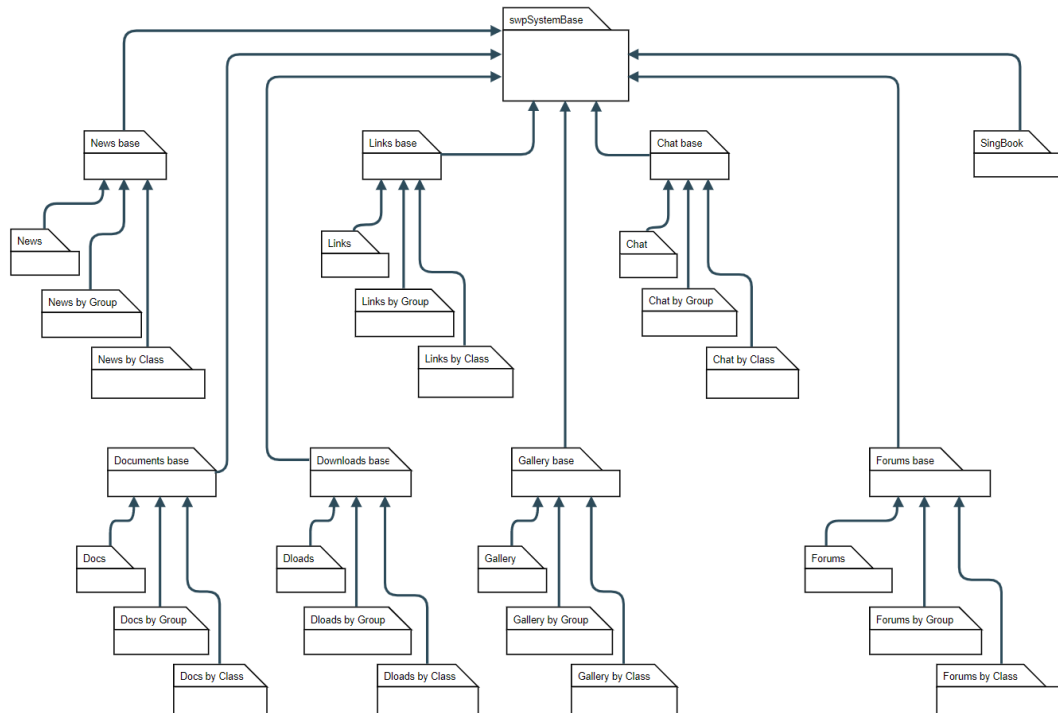 swpSystemBase
News base
Links base
Chat base
SingBook
News
Links
Chat
News by Group
Links by Group
Chat by Group
News by Class
Links by Class
Chat by Class
Documents base
Downloads base
Gallery base
Forums base
Docs
Dloads
Gallery
Forums
Docs by Group
Dloads by Group
Gallery by Group
Forums by Group
Docs by Class
Dloads by Class
Gallery by Class
Forums by Class